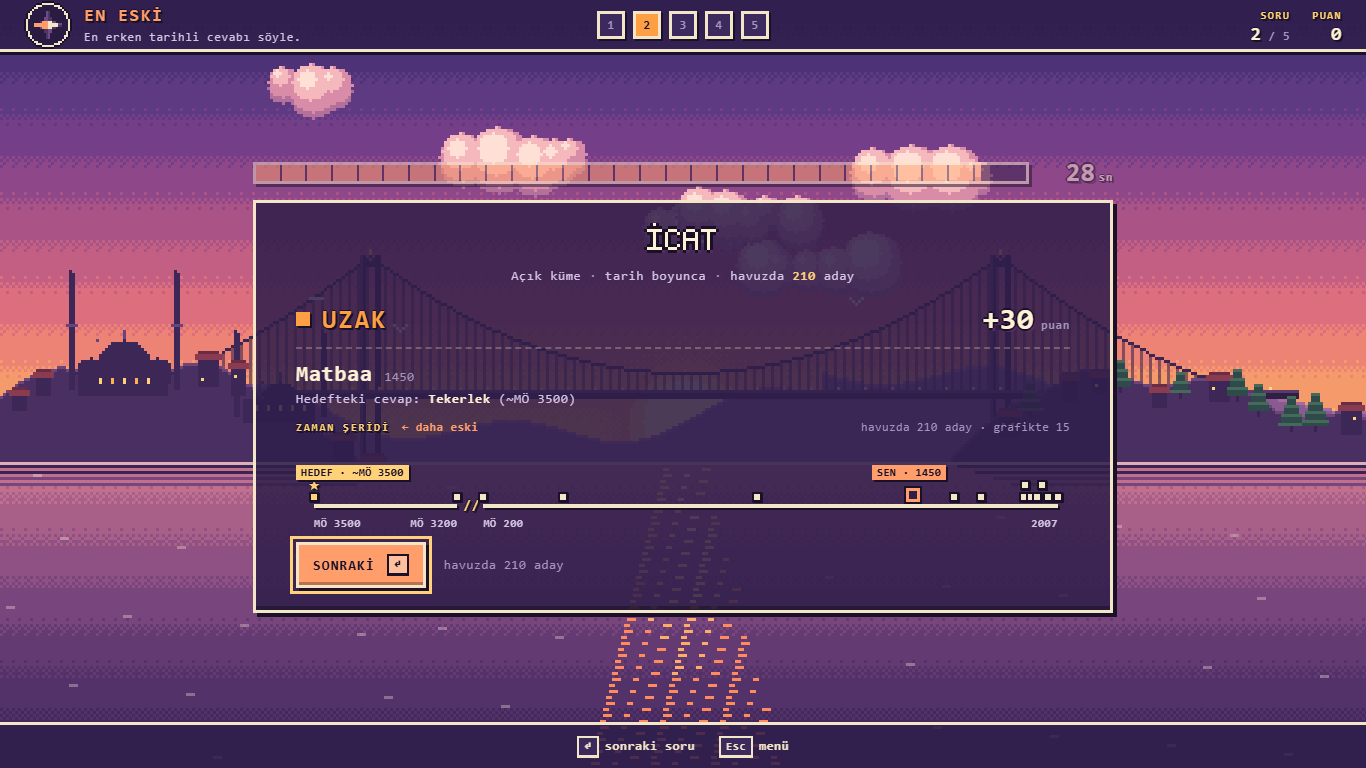 EN ESKİ
En erken tarihli cevabı söyle.
1 2 3 4 5
SORU PUAN
2 / 5 0
28 sn
İCAT
Açık küme · tarih boyunca · havuzda 210 aday
UZAK +30 puan
Matbaa 1450
Hedefteki cevap: Tekerlek (~MÖ 3500)
ZAMAN ŞERİDİ ← daha eski havuzda 210 aday · grafikte 15
HEDEF · ~MÖ 3500 SEN · 1450
MÖ 3500 MÖ 3200 // MÖ 200 2007
SONRAKİ ↲ havuzda 210 aday
↲ sonraki soru Esc menü